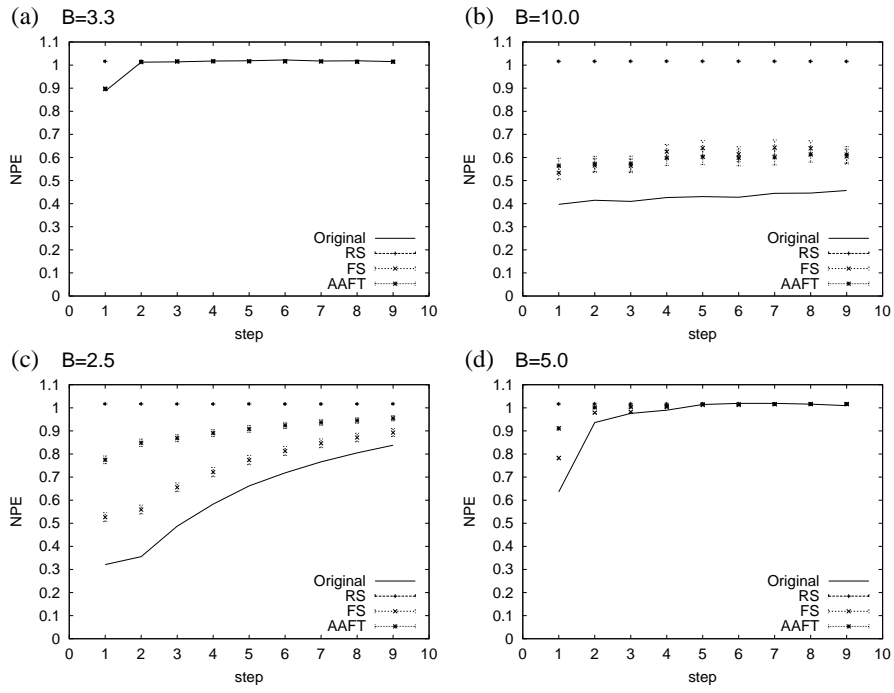 (a) B=3.3
1.1
1
0.9
0.8
0.7
0.6
0.5
0.4
0.3
0.2
0.1
0
NPE
Original
RS
FS
AAFT
0 1 2 3 4 5 6 7 8 9 10
step
(b) B=10.0
1.1
1
0.9
0.8
0.7
0.6
0.5
0.4
0.3
0.2
0.1
0
NPE
Original
RS
FS
AAFT
0 1 2 3 4 5 6 7 8 9 10
step
(c) B=2.5
1.1
1
0.9
0.8
0.7
0.6
0.5
0.4
0.3
0.2
0.1
0
NPE
Original
RS
FS
AAFT
0 1 2 3 4 5 6 7 8 9 10
step
(d) B=5.0
1.1
1
0.9
0.8
0.7
0.6
0.5
0.4
0.3
0.2
0.1
0
NPE
Original
RS
FS
AAFT
0 1 2 3 4 5 6 7 8 9 10
step